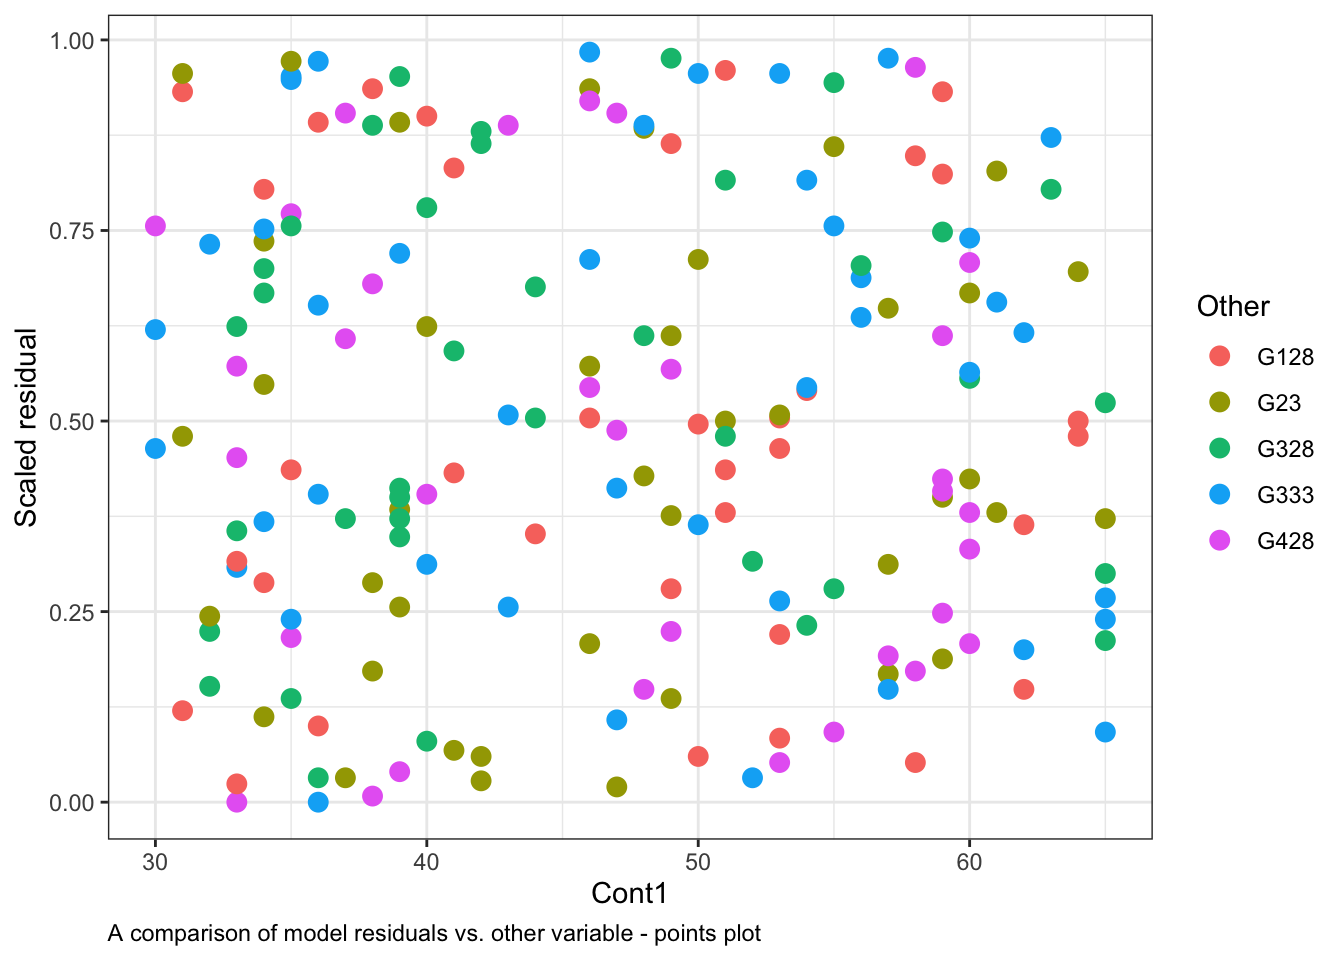 1.00
0.75
0.50
0.25
0.00
Scaled residual
30 40 50 60
Cont1
Other
G128
G23
G328
G333
G428
A comparison of model residuals vs. other variable - points plot